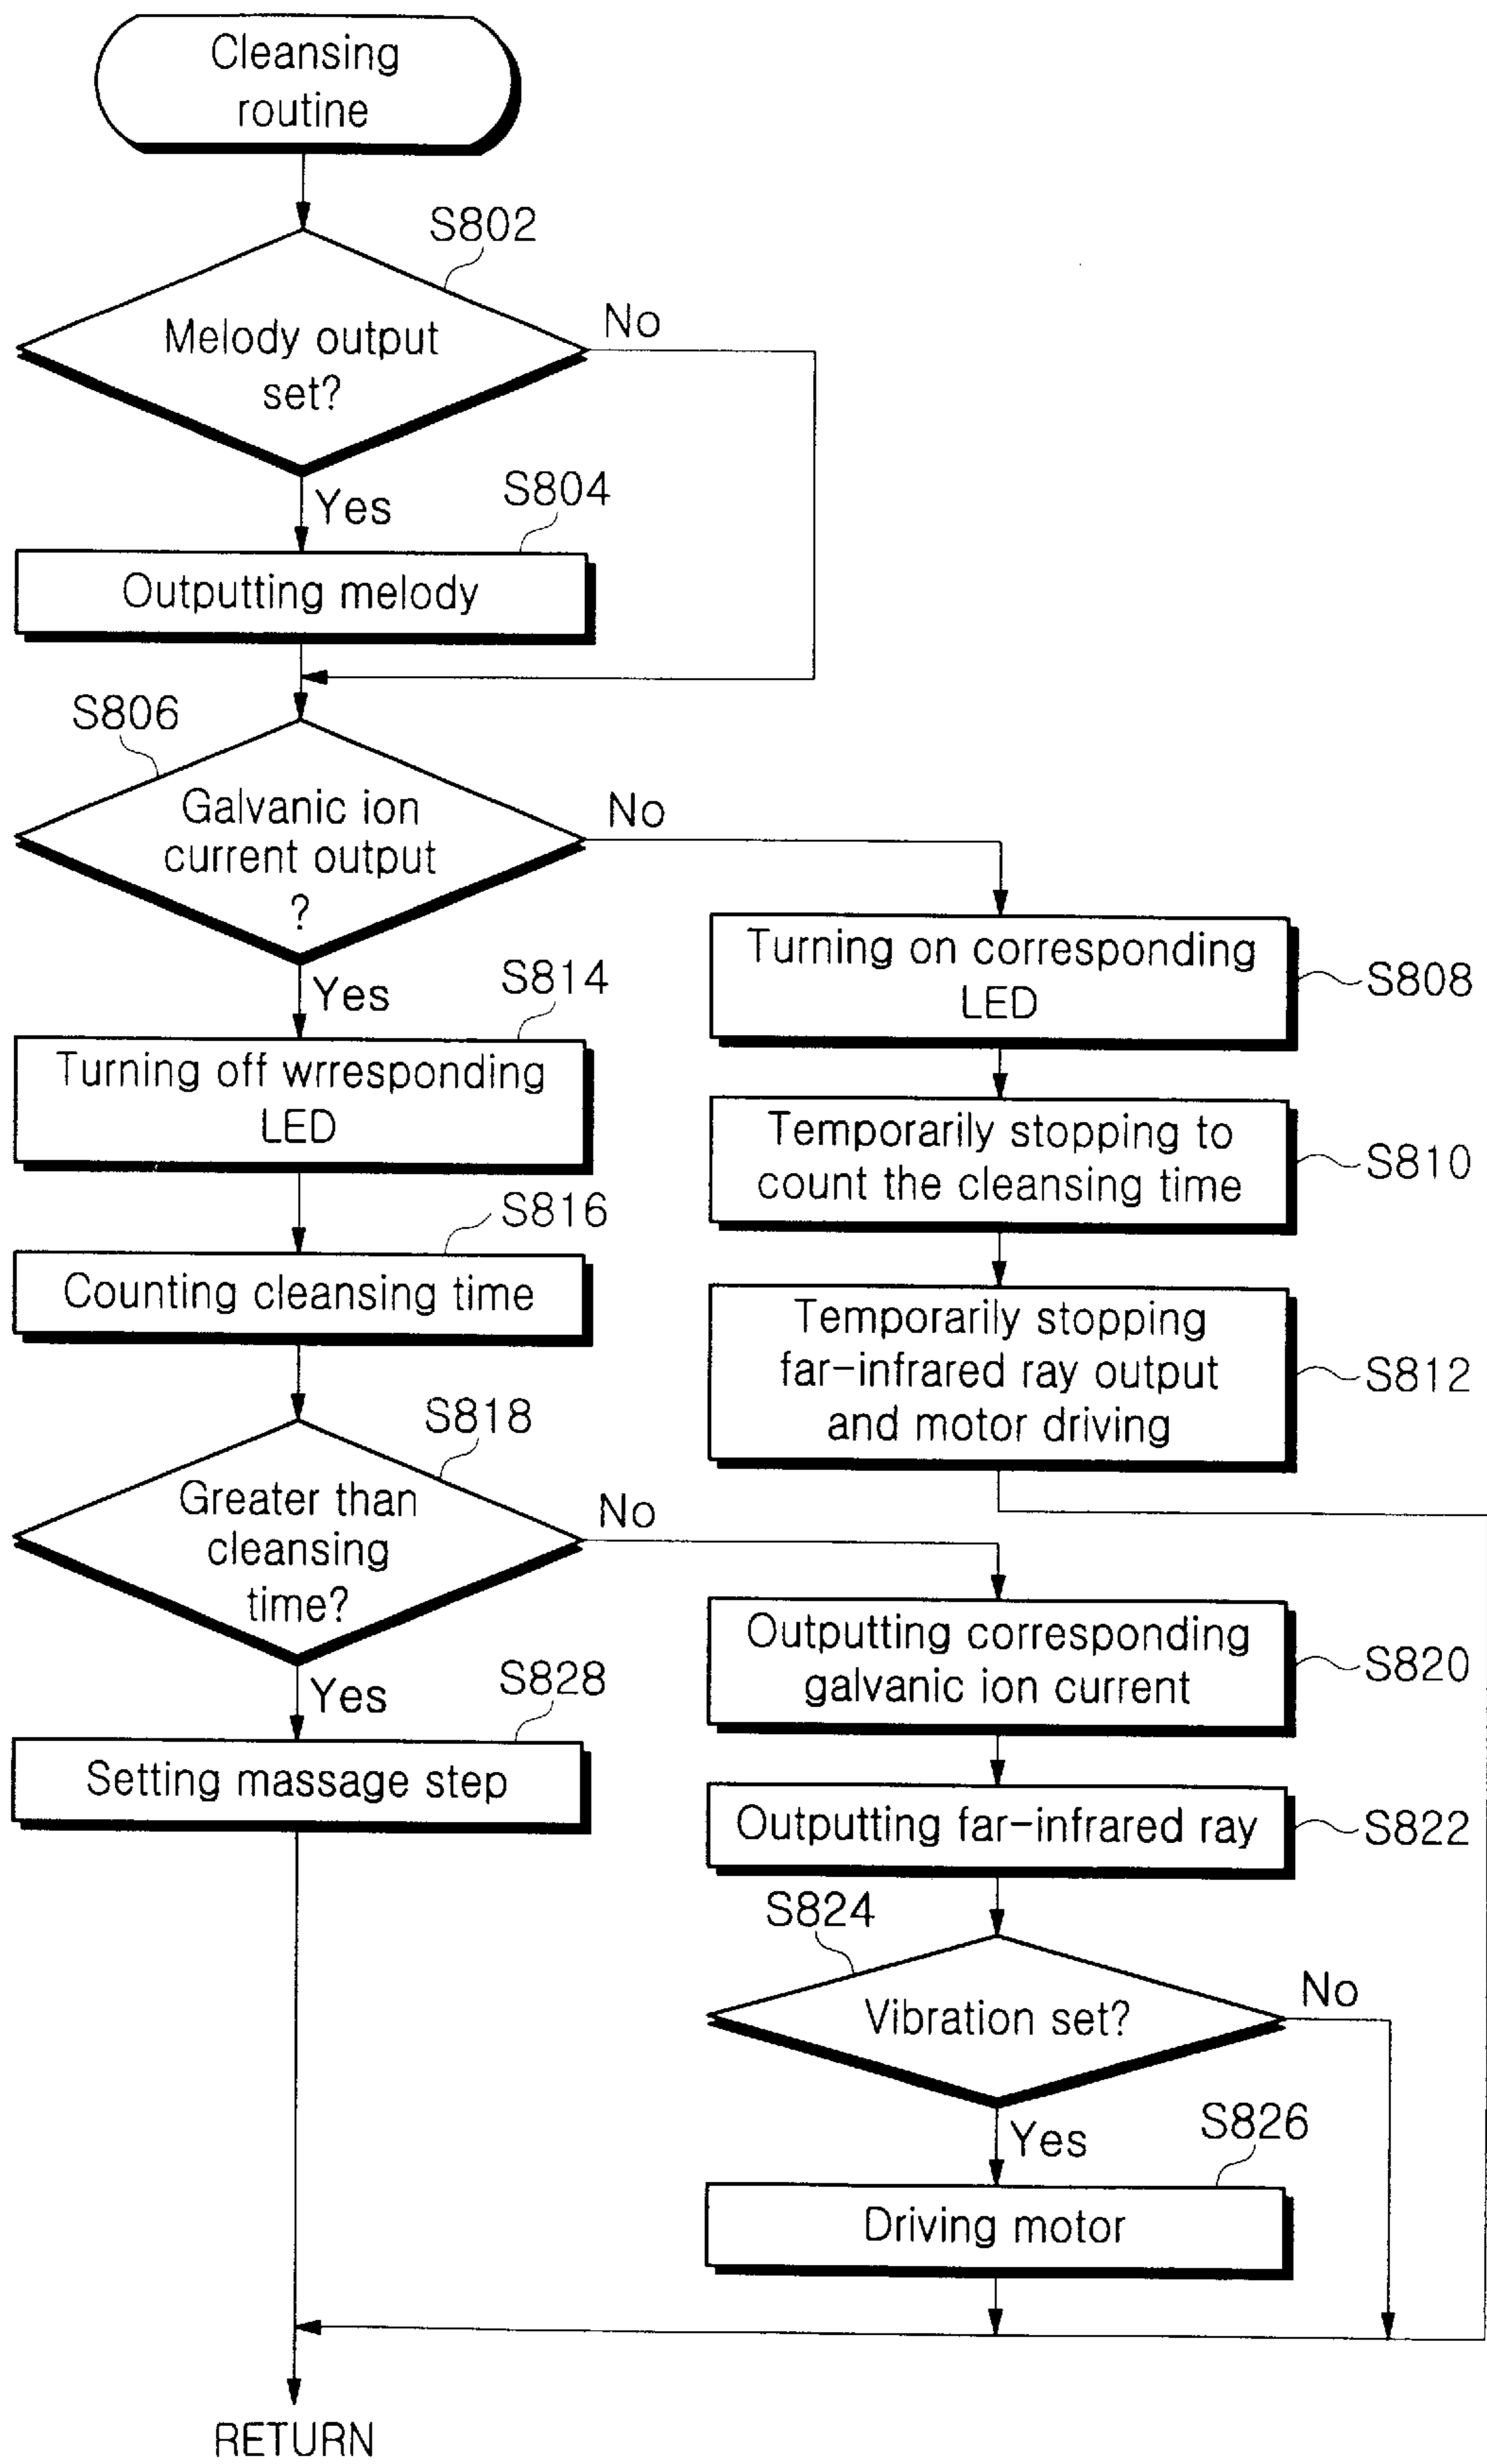 Cleansing
routine
S802
Melody output
set?
No
Yes
S804
Outputting melody
S806
Galvanic ion
current output
?
No
Turning on corresponding
LED
S808
Yes
S814
Turning off wrresponding
LED
Temporarily stopping to
count the cleansing time
S810
S816
Counting cleansing time
Temporarily stopping
far-infrared ray output
and motor driving
S812
S818
Greater than
cleansing
time?
No
Outputting corresponding
galvanic ion current
S820
Yes
S828
Setting massage step
Outputting far-infrared ray
S822
S824
Vibration set?
No
Yes
S826
Driving motor
RETURN